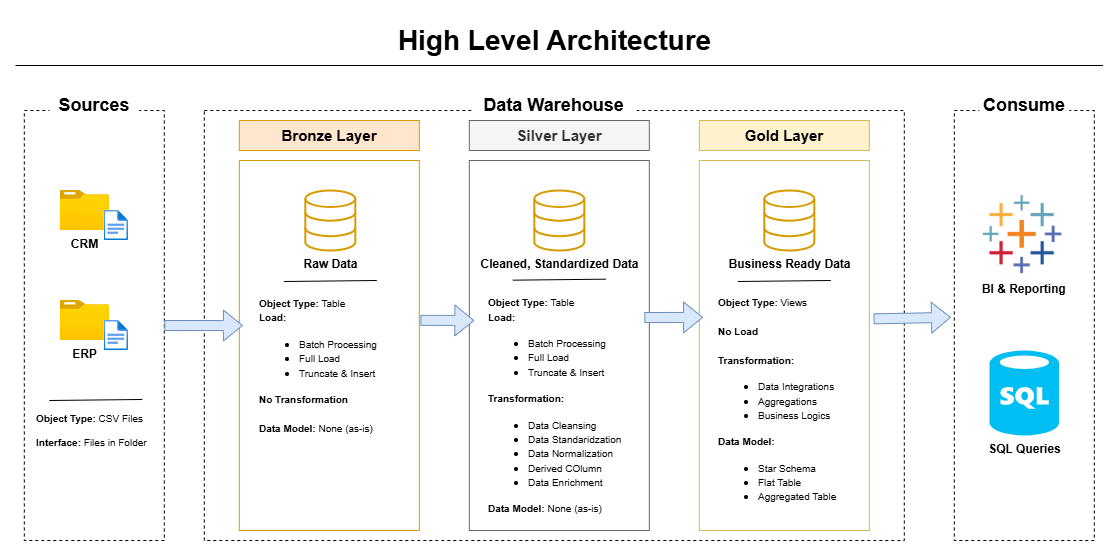 High Level Architecture
Sources
CRM
ERP
Object Type: CSV Files
Interface: Files in Folder
Data Warehouse
Bronze Layer
Raw Data
Object Type: Table
Load:
Batch Processing
Full Load
Truncate & Insert
No Transformation
Data Model: None (as-is)
Silver Layer
Cleaned, Standardized Data
Object Type: Table
Load:
Batch Processing
Full Load
Truncate & Insert
Transformation:
Data Cleansing
Data Renamed Standaridzation
Data Normalization
Derived COlumn
Data Enrichment
Data Model: None (as-is)
Gold Layer
Business Ready Data
Object Type: Views
No Load
Transformation:
Data Integrations
Aggregations
Business Logics
Data Model:
Star Schema
Flat Table
Aggregated Table
Consume
BI & Reporting
SQL
SQL Queries